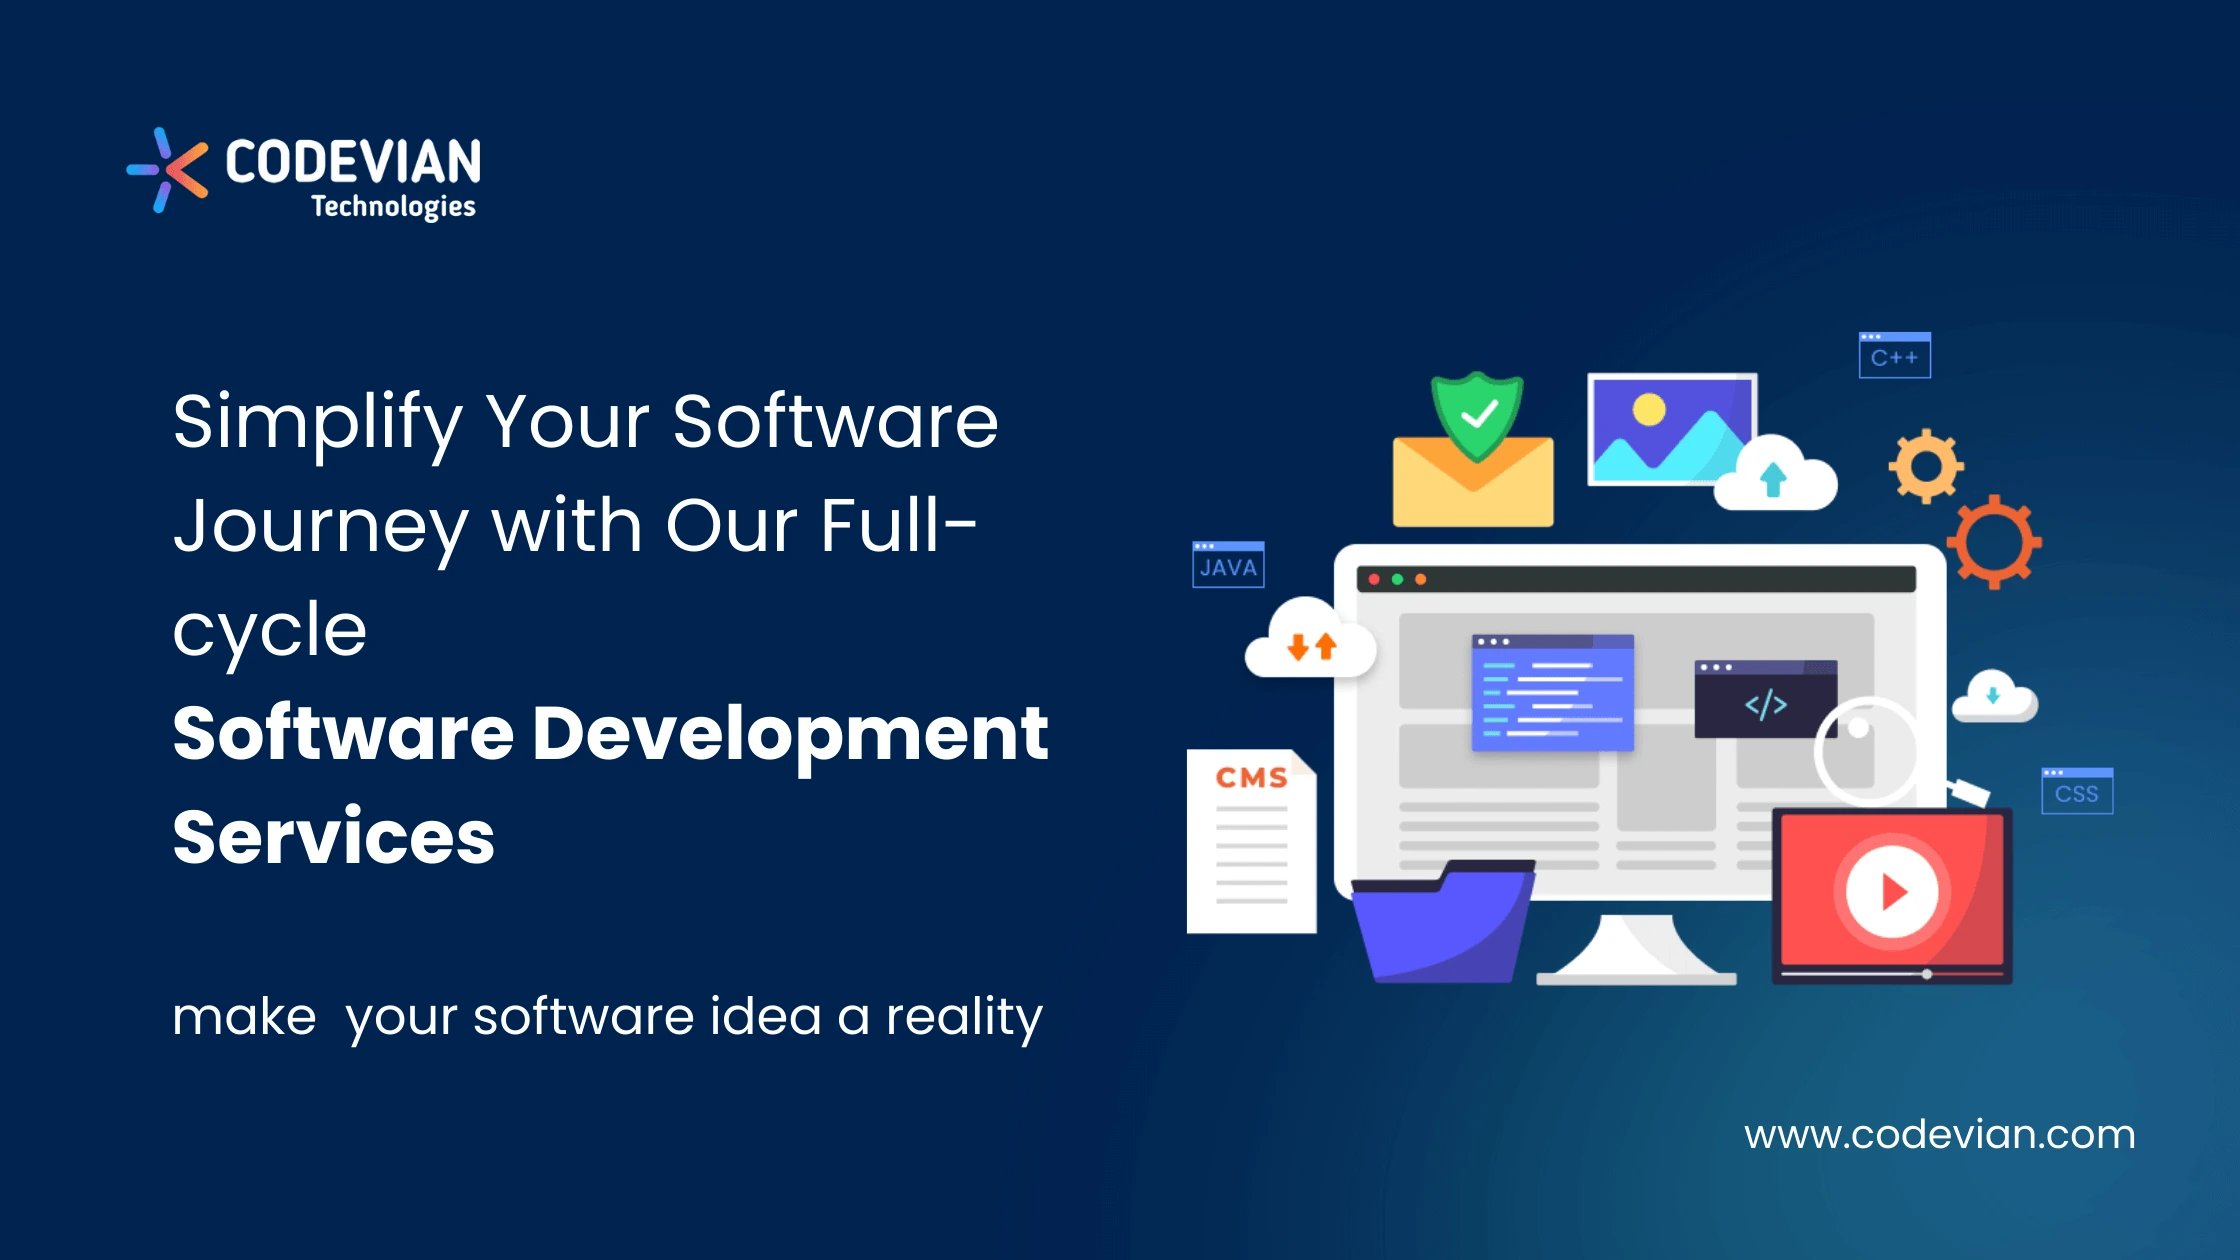 CODEVIAN
Technologies
Simplify Your Software
Journey with Our Full-
cycle
Software Development
Services
make  your software idea a reality
C++
JAVA
</>
CMS
CSS
www.codevian.com